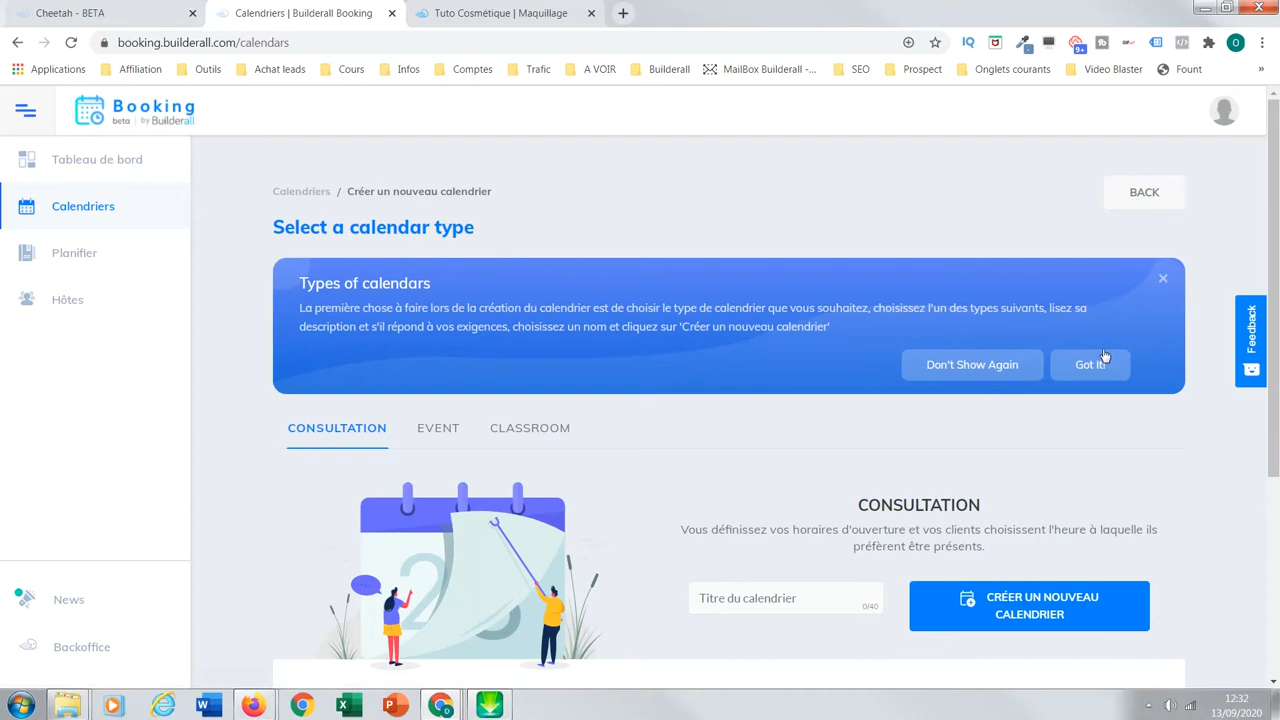 Cheetah - BETA
Calendriers | Builderall Booking
Tuto Cosmétique | Maquillage
booking.builderall.com/calendars
9+
O
Applications
Affiliation
Outils
Achat leads
Cours
Infos
Comptes
Trafic
A VOIR
Builderall
MailBox Builderall -...
SEO
Prospect
Onglets courants
Video Blaster
Fount
»
Booking
beta | by Builderall
Tableau de bord
Calendriers
Planifier
Hôtes
News
Backoffice
Calendriers / Créer un nouveau calendrier
BACK
Select a calendar type
Types of calendars
La première chose à faire lors de la création du calendrier est de choisir le type de calendrier que vous souhaitez, choisissez l'un des types suivants, lisez sa
description et s'il répond à vos exigences, choisissez un nom et cliquez sur 'Créer un nouveau calendrier'
Don't Show Again
Got It!
Feedback
CONSULTATION
EVENT
CLASSROOM
CONSULTATION
Vous définissez vos horaires d'ouverture et vos clients choisissent l'heure à laquelle ils
préfèrent être présents.
Titre du calendrier
0/40
CRÉER UN NOUVEAU
CALENDRIER
12:32
13/09/2020